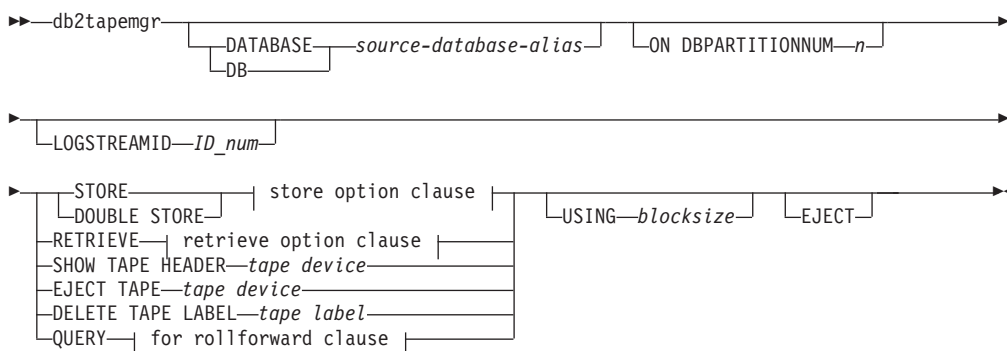 db2tapemgr DATABASE source-database-alias ON DBPARTITIONNUM n
DB
LOGSTREAMID ID_num
STORE store option clause USING blocksize EJECT
DOUBLE STORE
RETRIEVE retrieve option clause
SHOW TAPE HEADER tape device
EJECT TAPE tape device
DELETE TAPE LABEL tape label
QUERY for rollforward clause